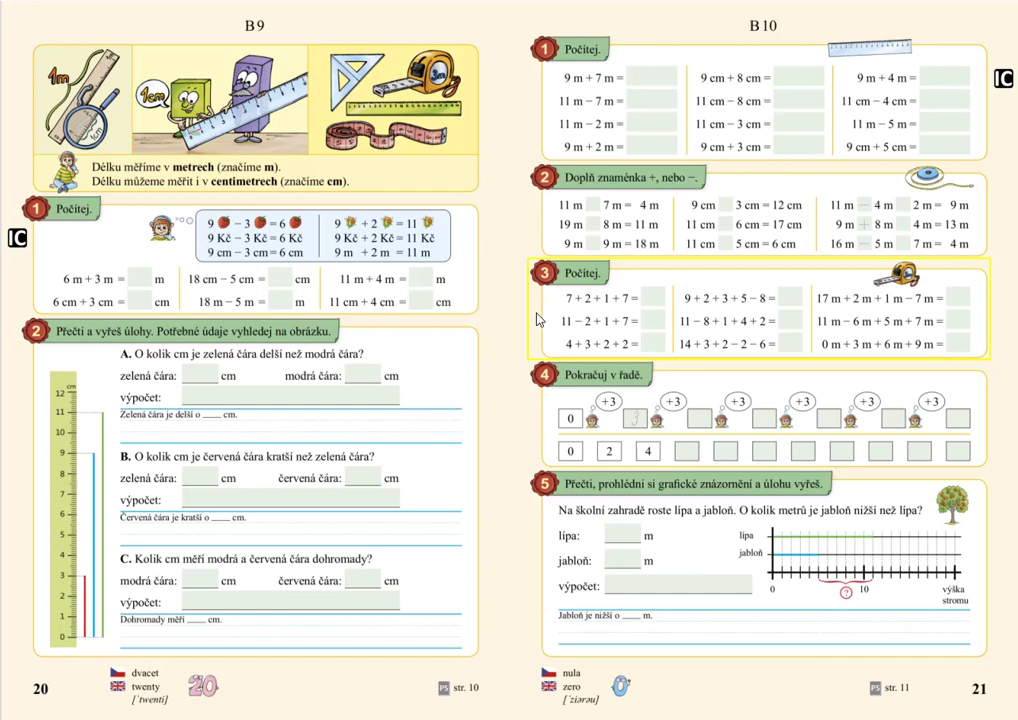 B 9
1m
1cm
1cm
3m
Délku měříme v metrech (značíme m).
Délku můžeme měřit i v centimetrech (značíme cm).
1 Počítej.
IC
9 − 3 = 6
9 Kč − 3 Kč = 6 Kč
9 cm − 3 cm = 6 cm
9 + 2 = 11
9 Kč + 2 Kč = 11 Kč
9 m + 2 m = 11 m
6 m + 3 m = m
18 cm − 5 cm = cm
11 m + 4 m = m
6 cm + 3 cm = cm
18 m − 5 m = m
11 cm + 4 cm = cm
2 Přečti a vyřeš úlohy. Potřebné údaje vyhledej na obrázku.
cm
12
11
10
9
8
7
6
5
4
3
2
1
0
A. O kolik cm je zelená čára delší než modrá čára?
zelená čára: cm modrá čára: cm
výpočet:
Zelená čára je delší o ____ cm.
B. O kolik cm je červená čára kratší než zelená čára?
zelená čára: cm červená čára: cm
výpočet:
Červená čára je kratší o ____ cm.
C. Kolik cm měří modrá a červená čára dohromady?
modrá čára: cm červená čára: cm
výpočet:
Dohromady měří ____ cm.
20
dvacet
twenty
[ˈtwenti]
20
PS str. 10
B 10
1 Počítej.
IC
9 m + 7 m =
9 cm + 8 cm =
9 m + 4 m =
11 m − 7 m =
11 cm − 8 cm =
11 cm − 4 cm =
11 m − 2 m =
11 cm − 3 cm =
11 m − 5 m =
9 m + 2 m =
9 cm + 3 cm =
9 cm + 5 cm =
2 Doplň znaménka +, nebo −.
11 m 7 m = 4 m
9 cm 3 cm = 12 cm
11 m − 4 m 2 m = 9 m
19 m 8 m = 11 m
11 cm 6 cm = 17 cm
9 m + 8 m 4 m = 13 m
9 m 9 m = 18 m
11 cm 5 cm = 6 cm
16 m − 5 m 7 m = 4 m
3 Počítej.
7 + 2 + 1 + 7 =
9 + 2 + 3 + 5 − 8 =
17 m + 2 m + 1 m − 7 m =
11 − 2 + 1 + 7 =
11 − 8 + 1 + 4 + 2 =
11 m − 6 m + 5 m + 7 m =
4 + 3 + 2 + 2 =
14 + 3 + 2 − 2 − 6 =
0 m + 3 m + 6 m + 9 m =
4 Pokračuj v řadě.
+3 +3 +3 +3 +3 +3
0 3
0 2 4
5 Přečti, prohlédni si grafické znázornění a úlohu vyřeš.
Na školní zahradě roste lípa a jabloň. O kolik metrů je jabloň nižší než lípa?
lípa: m
jabloň: m
výpočet:
lípa
jabloň
0 ? 10 výška
stromu
Jabloň je nižší o ____ m.
nula
zero
[ˈziərəu]
0
PS str. 11
21